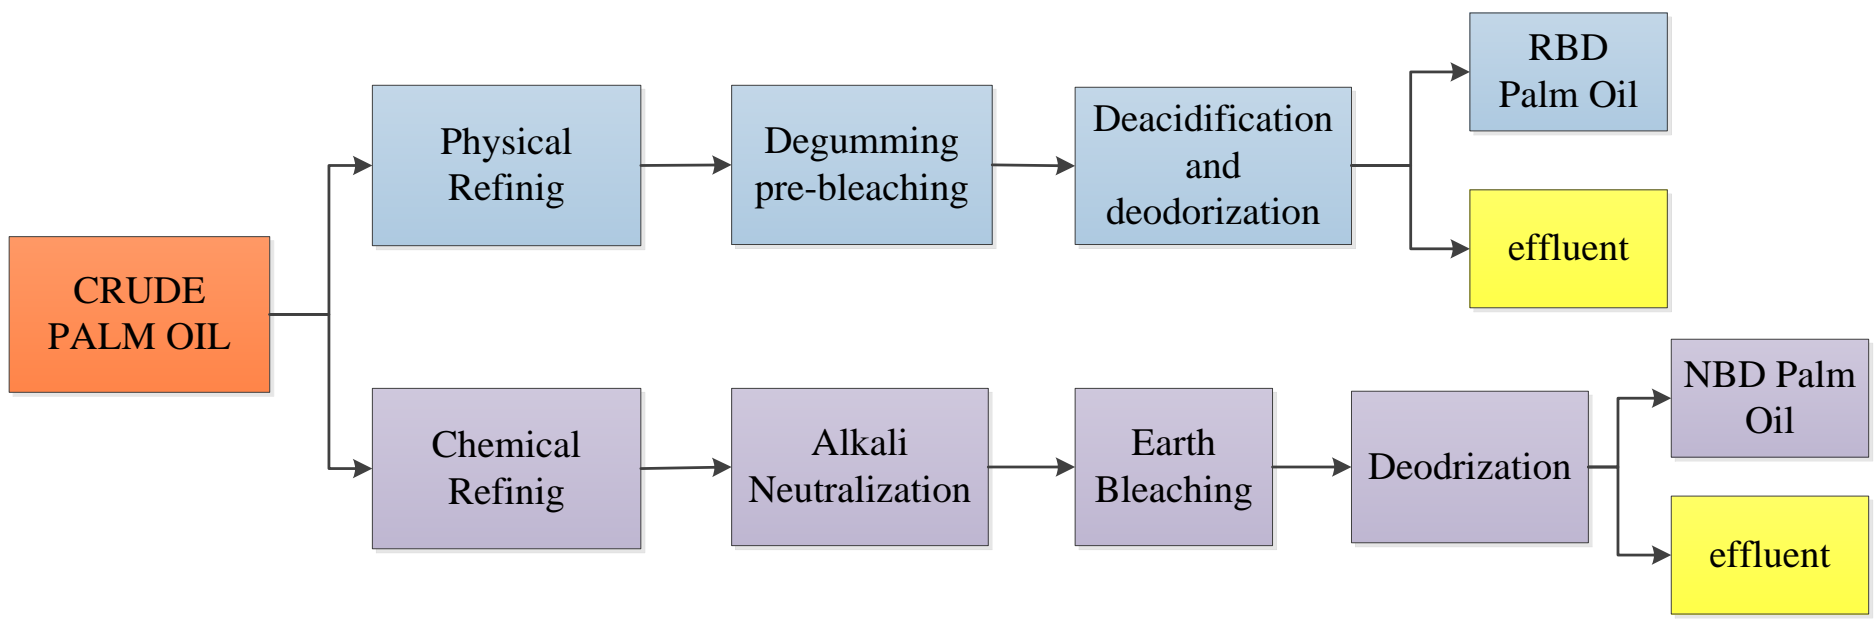 CRUDE
PALM OIL
Physical
Refinig
Degumming
pre-bleaching
Deacidification
and
deodorization
RBD
Palm Oil
effluent
Chemical
Refinig
Alkali
Neutralization
Earth
Bleaching
Deodrization
NBD Palm
Oil
effluent